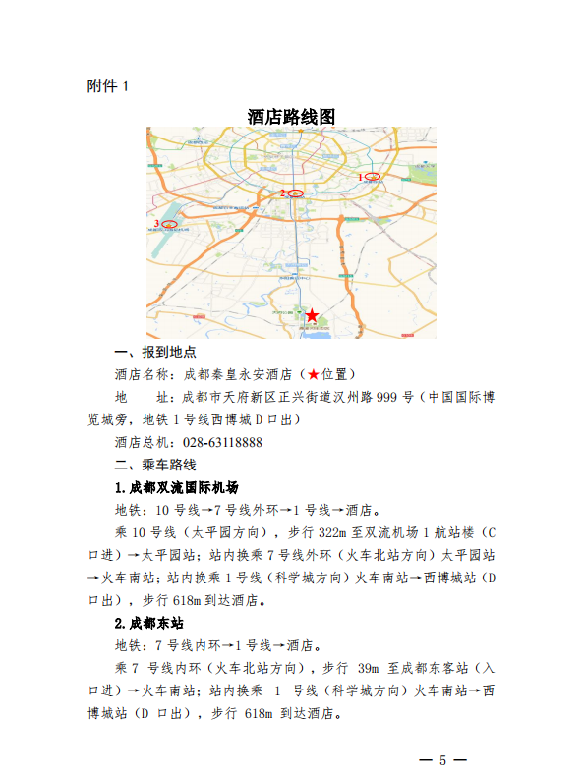 附件 1
酒店路线图
1
2
3
一、报到地点
酒店名称：成都秦皇永安酒店（★位置）
地　　址：成都市天府新区正兴街道汉州路 999 号（中国国际博
览城旁，地铁 1 号线西博城 D 口出）
酒店总机：028-63118888
二、乘车路线
1.成都双流国际机场
地铁：10 号线→7 号线外环→1 号线→酒店。
乘 10 号线（太平园方向），步行 322m 至双流机场 1 航站楼（C
口进）→太平园站；站内换乘 7 号线外环（火车北站方向）太平园站
→火车南站；站内换乘 1 号线（科学城方向）火车南站→西博城站（D
口出），步行 618m 到达酒店。
2.成都东站
地铁：7 号线内环→1 号线→酒店。
乘 7 号线内环（火车北站方向），步行 39m 至成都东客站（入
口进）→火车南站；站内换乘 1 号线（科学城方向）火车南站→西
博城站（D 口出），步行 618m 到达酒店。
— 5 —